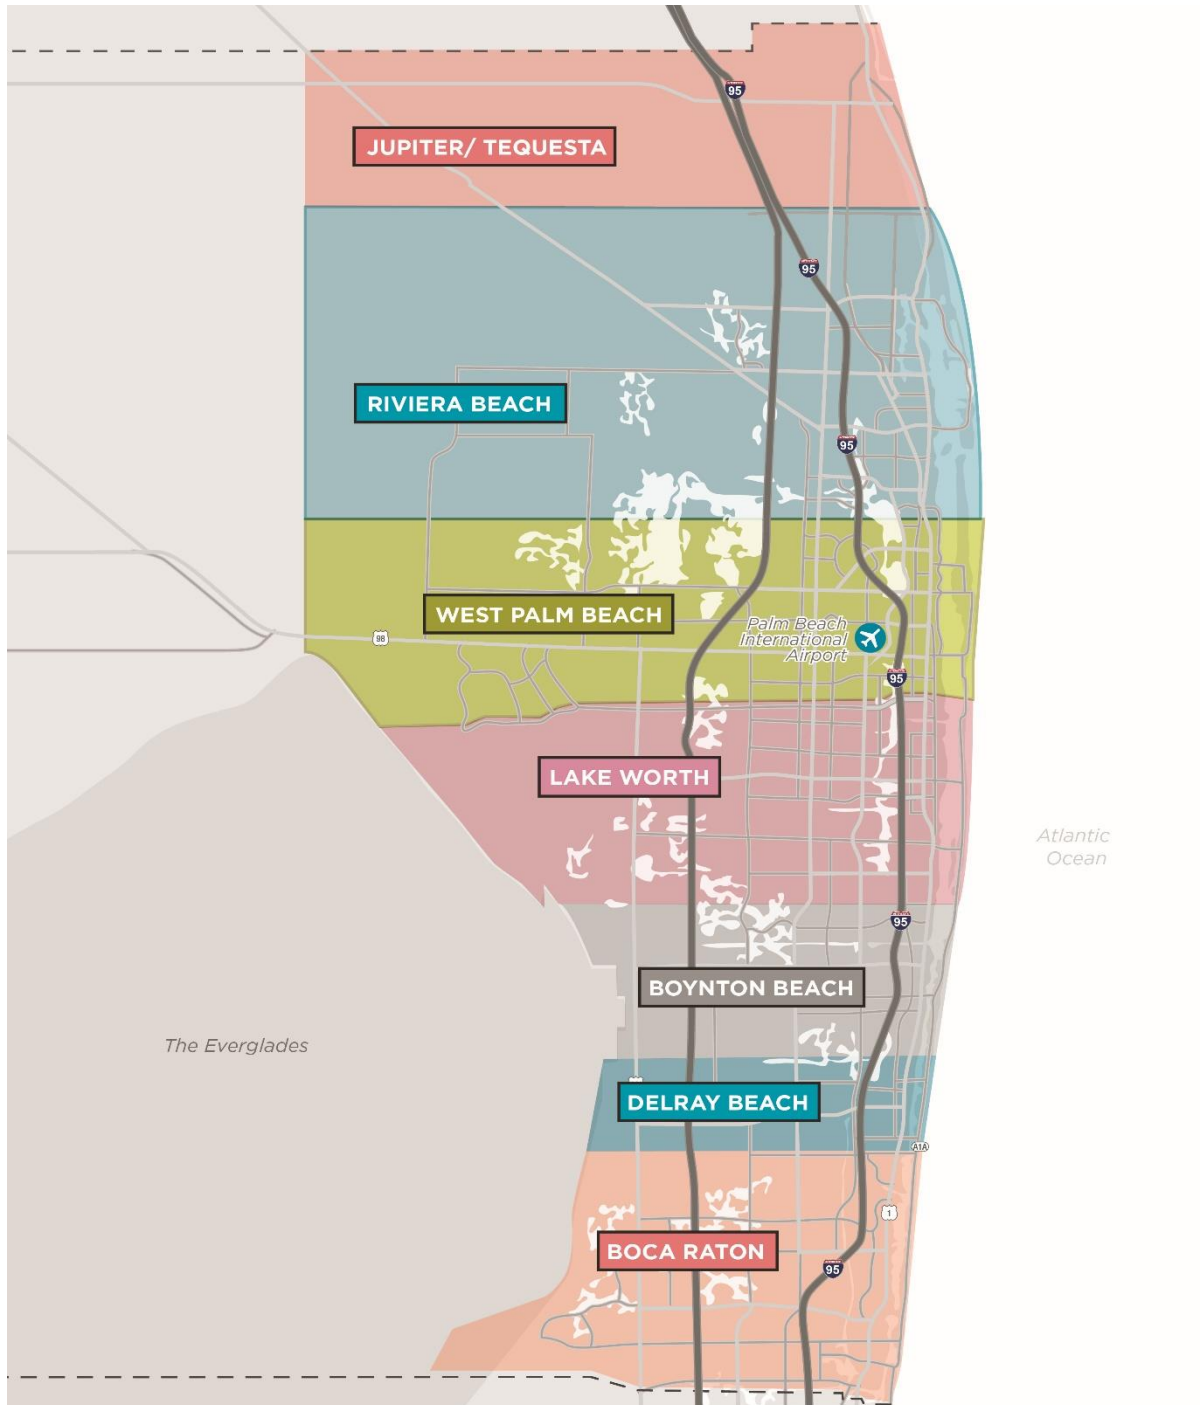 95
JUPITER/ TEQUESTA
95
RIVIERA BEACH
95
WEST PALM BEACH
Palm Beach
International
Airport
98
95
LAKE WORTH
Atlantic
Ocean
95
BOYNTON BEACH
The Everglades
DELRAY BEACH
A1A
1
BOCA RATON
95